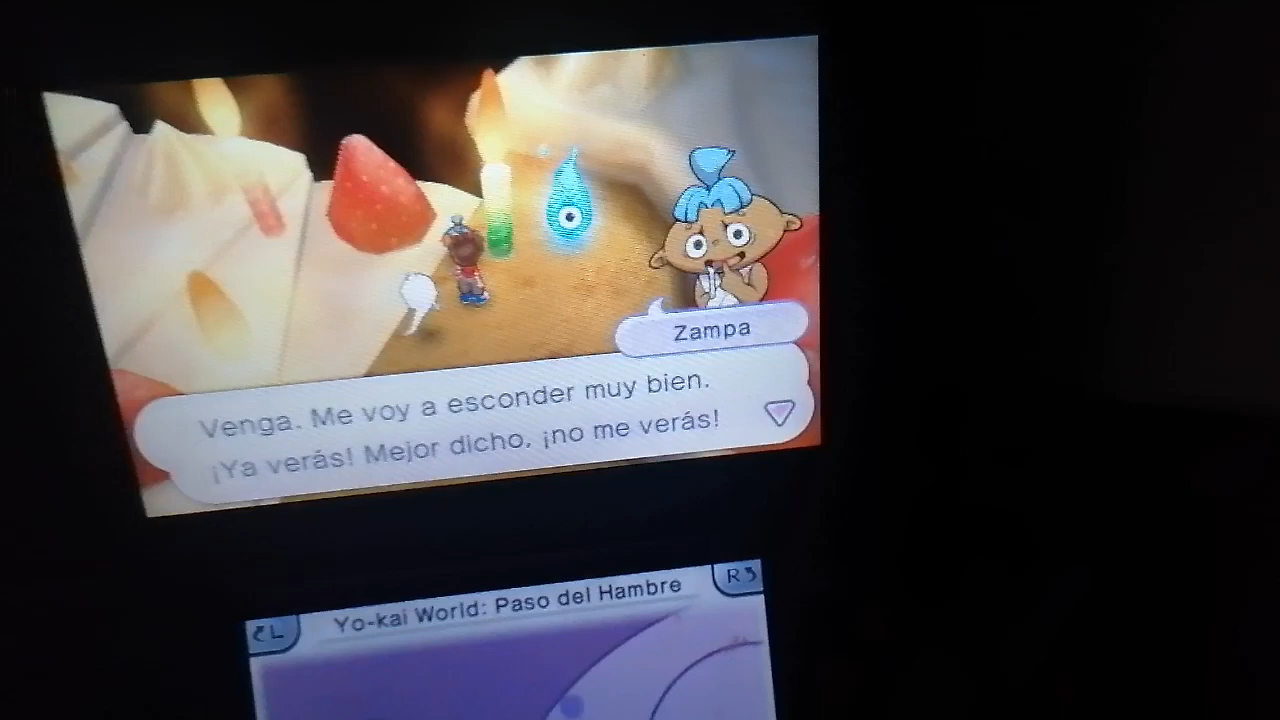 Zampa
Venga. Me voy a esconder muy bien.
¡Ya verás! Mejor dicho, ¡no me verás!
L
Yo-kai World: Paso del Hambre
R